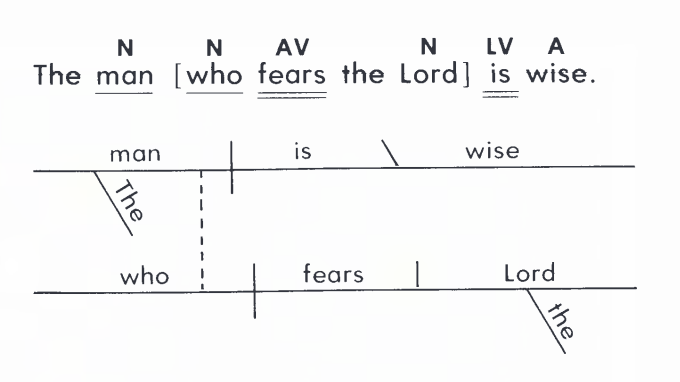 N N AV N LV A
The man [who fears the Lord] is wise.
man is wise
The
who fears Lord
the